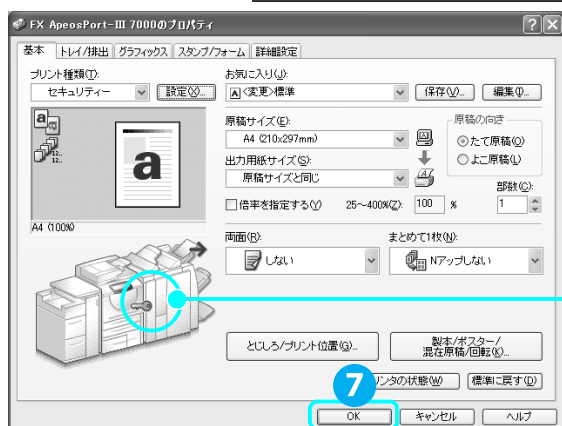 FX ApeosPort-III 7000のプロパティ
基本 トレイ/排出 グラフィックス スタンプ/フォーム 詳細設定
プリント種類(T):
セキュリティー 設定(X)...
お気に入り(J):
<変更>標準 保存(V)... 編集(I)...
原稿サイズ(E):
A4 (210x297mm)
出力用紙サイズ(S):
原稿サイズと同じ
原稿の向き
たて原稿(O)
よこ原稿(L)
倍率を指定する(Y) 25～400%(Z): 100 %
部数(C):
1
a
12..
12..
a
A4 (100%)
両面(R):
しない
まとめて1枚(N):
Nアップしない
とじしろ/プリント位置(G)...
製本/ポスター/
混在原稿/回転(K)...
7
リンタの状態(W) 標準に戻す(D)
OK キャンセル ヘルプ